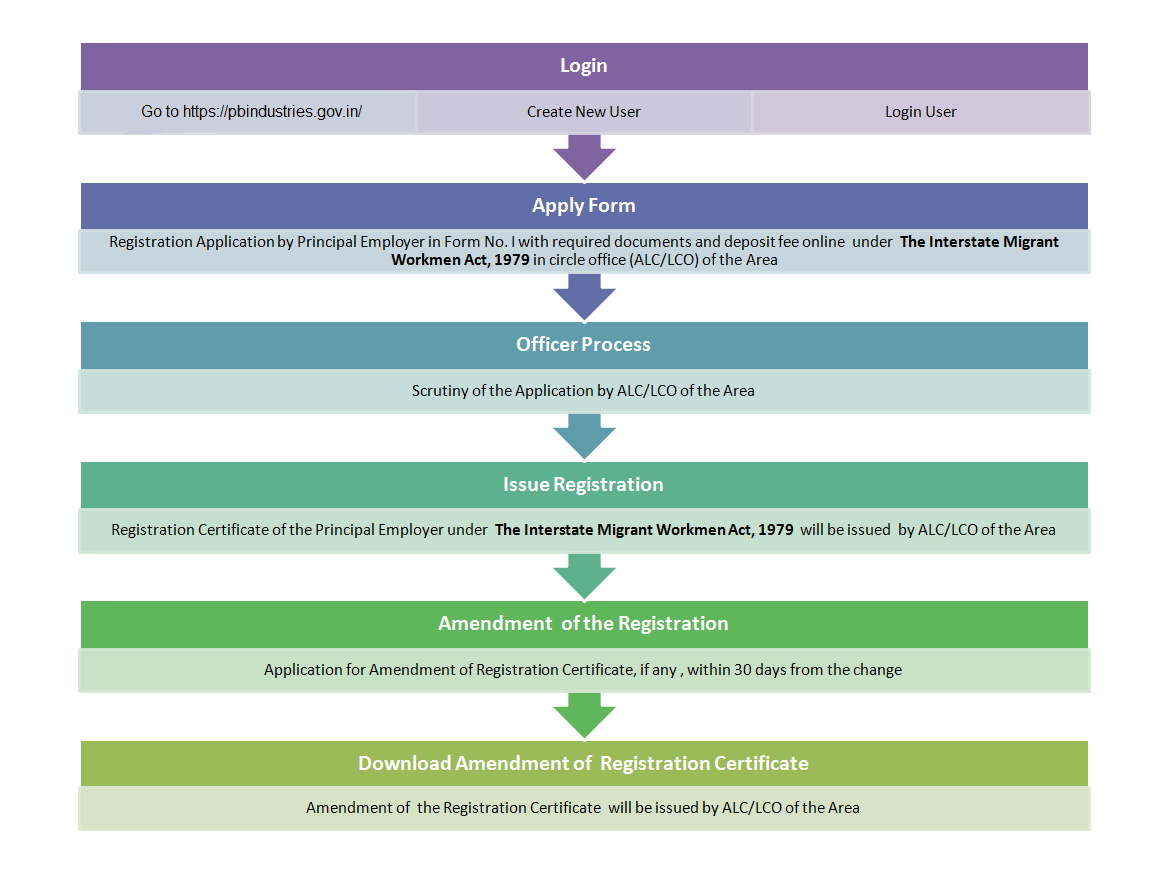 Login
Go to https://pbindustries.gov.in/
Create New User
Login User
Apply Form
Registration Application by Principal Employer in Form No. I with required documents and deposit fee online under The Interstate Migrant
Workmen Act, 1979 in circle office (ALC/LCO) of the Area
Officer Process
Scrutiny of the Application by ALC/LCO of the Area
Issue Registration
Registration Certificate of the Principal Employer under The Interstate Migrant Workmen Act, 1979 will be issued by ALC/LCO of the Area
Amendment of the Registration
Application for Amendment of Registration Certificate, if any , within 30 days from the change
Download Amendment of Registration Certificate
Amendment of the Registration Certificate will be issued by ALC/LCO of the Area